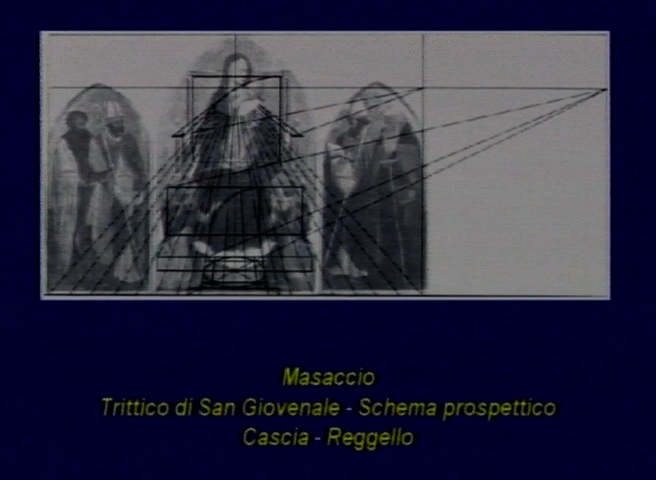 Masaccio
Trittico di San Giovenale - Schema prospettico
Cascia - Reggello